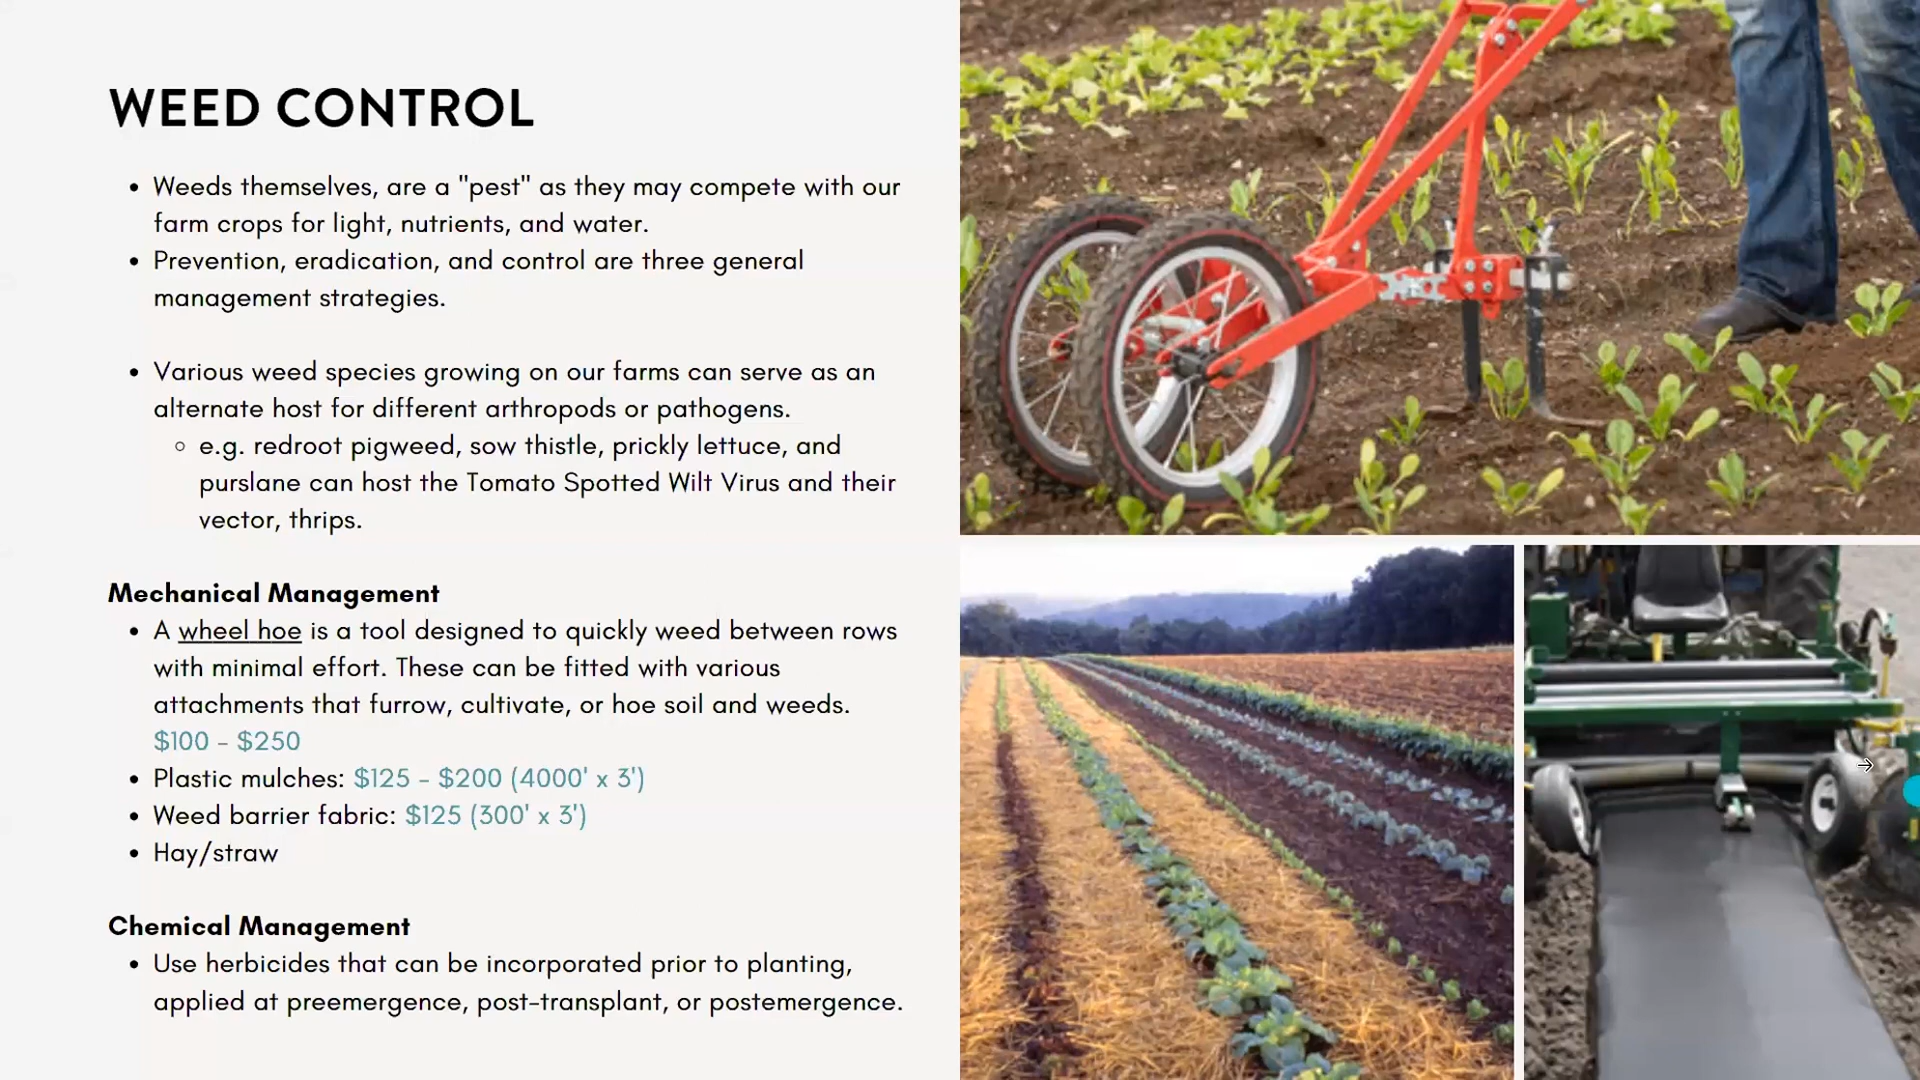 WEED CONTROL
• Weeds themselves, are a "pest" as they may compete with our
farm crops for light, nutrients, and water.
• Prevention, eradication, and control are three general
management strategies.
• Various weed species growing on our farms can serve as an
alternate host for different arthropods or pathogens.
○ e.g. redroot pigweed, sow thistle, prickly lettuce, and
purslane can host the Tomato Spotted Wilt Virus and their
vector, thrips.
Mechanical Management
• A wheel hoe is a tool designed to quickly weed between rows
with minimal effort. These can be fitted with various
attachments that furrow, cultivate, or hoe soil and weeds.
$100 - $250
• Plastic mulches: $125 - $200 (4000' x 3')
• Weed barrier fabric: $125 (300' x 3')
• Hay/straw
Chemical Management
• Use herbicides that can be incorporated prior to planting,
applied at preemergence, post-transplant, or postemergence.